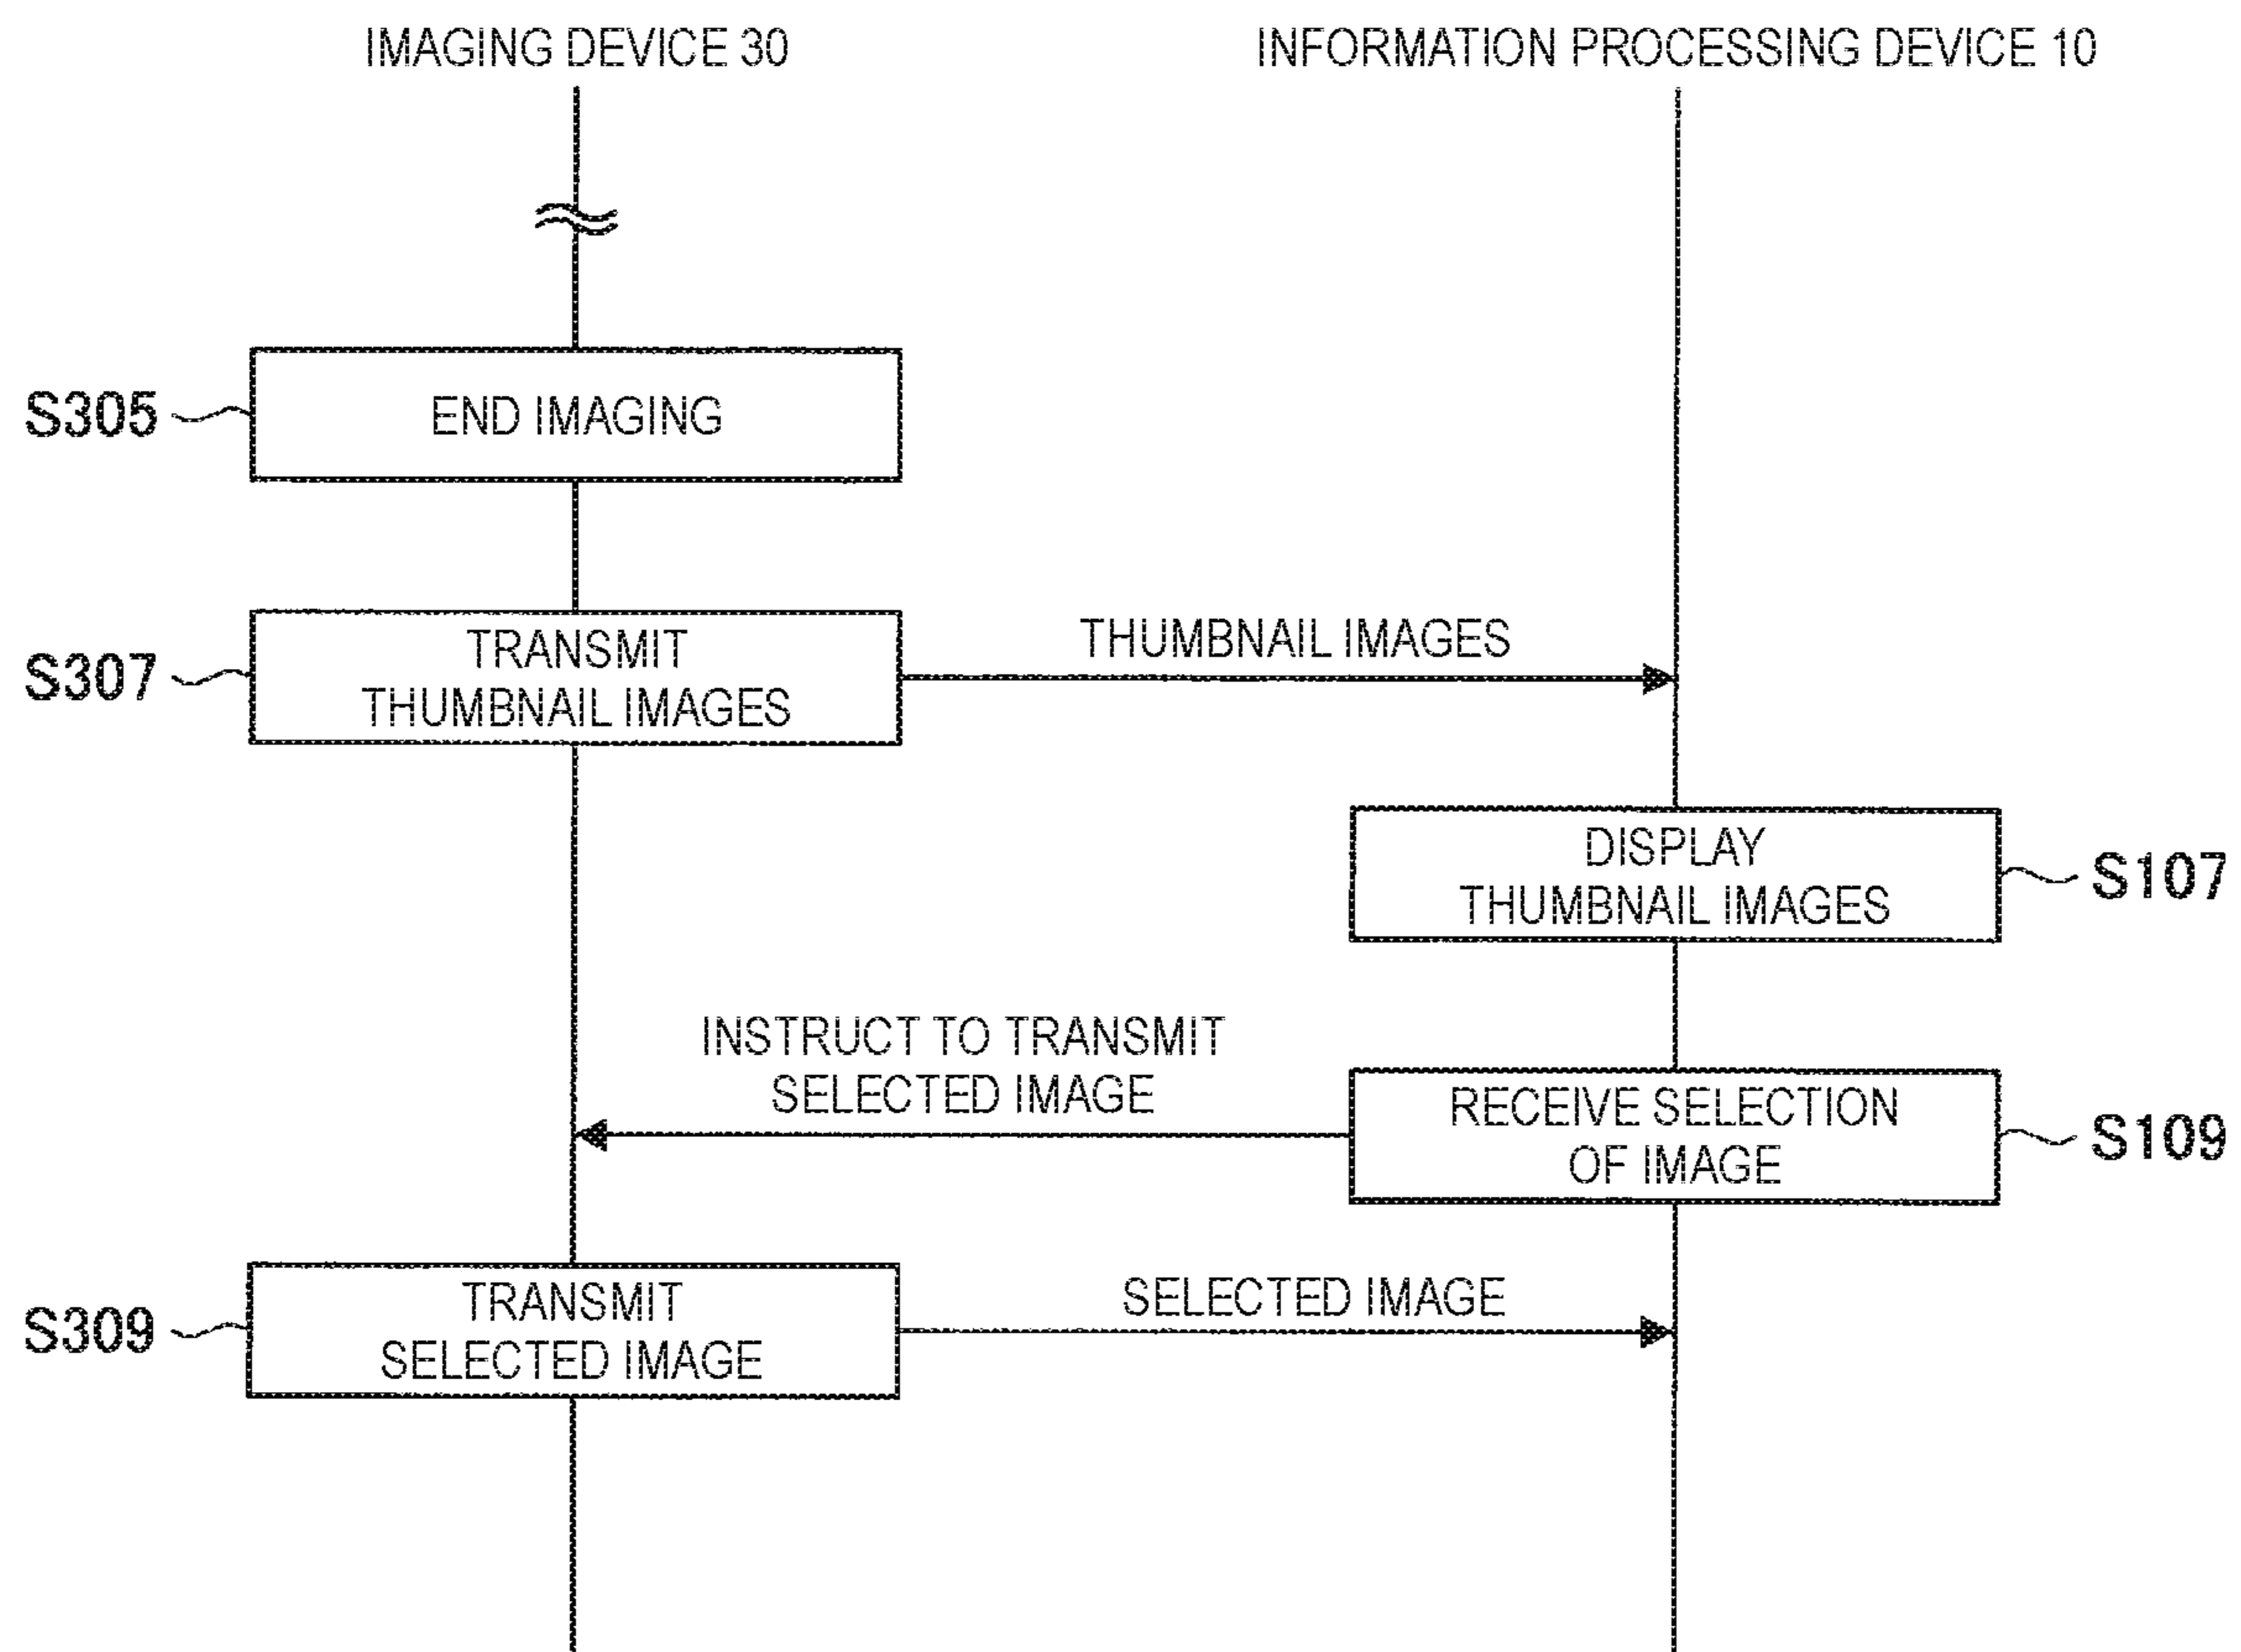 IMAGING DEVICE 30
INFORMATION PROCESSING DEVICE 10
S305
END IMAGING
S307
TRANSMIT
THUMBNAIL IMAGES
THUMBNAIL IMAGES
DISPLAY
THUMBNAIL IMAGES
S107
INSTRUCT TO TRANSMIT
SELECTED IMAGE
RECEIVE SELECTION
OF IMAGE
S109
S309
TRANSMIT
SELECTED IMAGE
SELECTED IMAGE